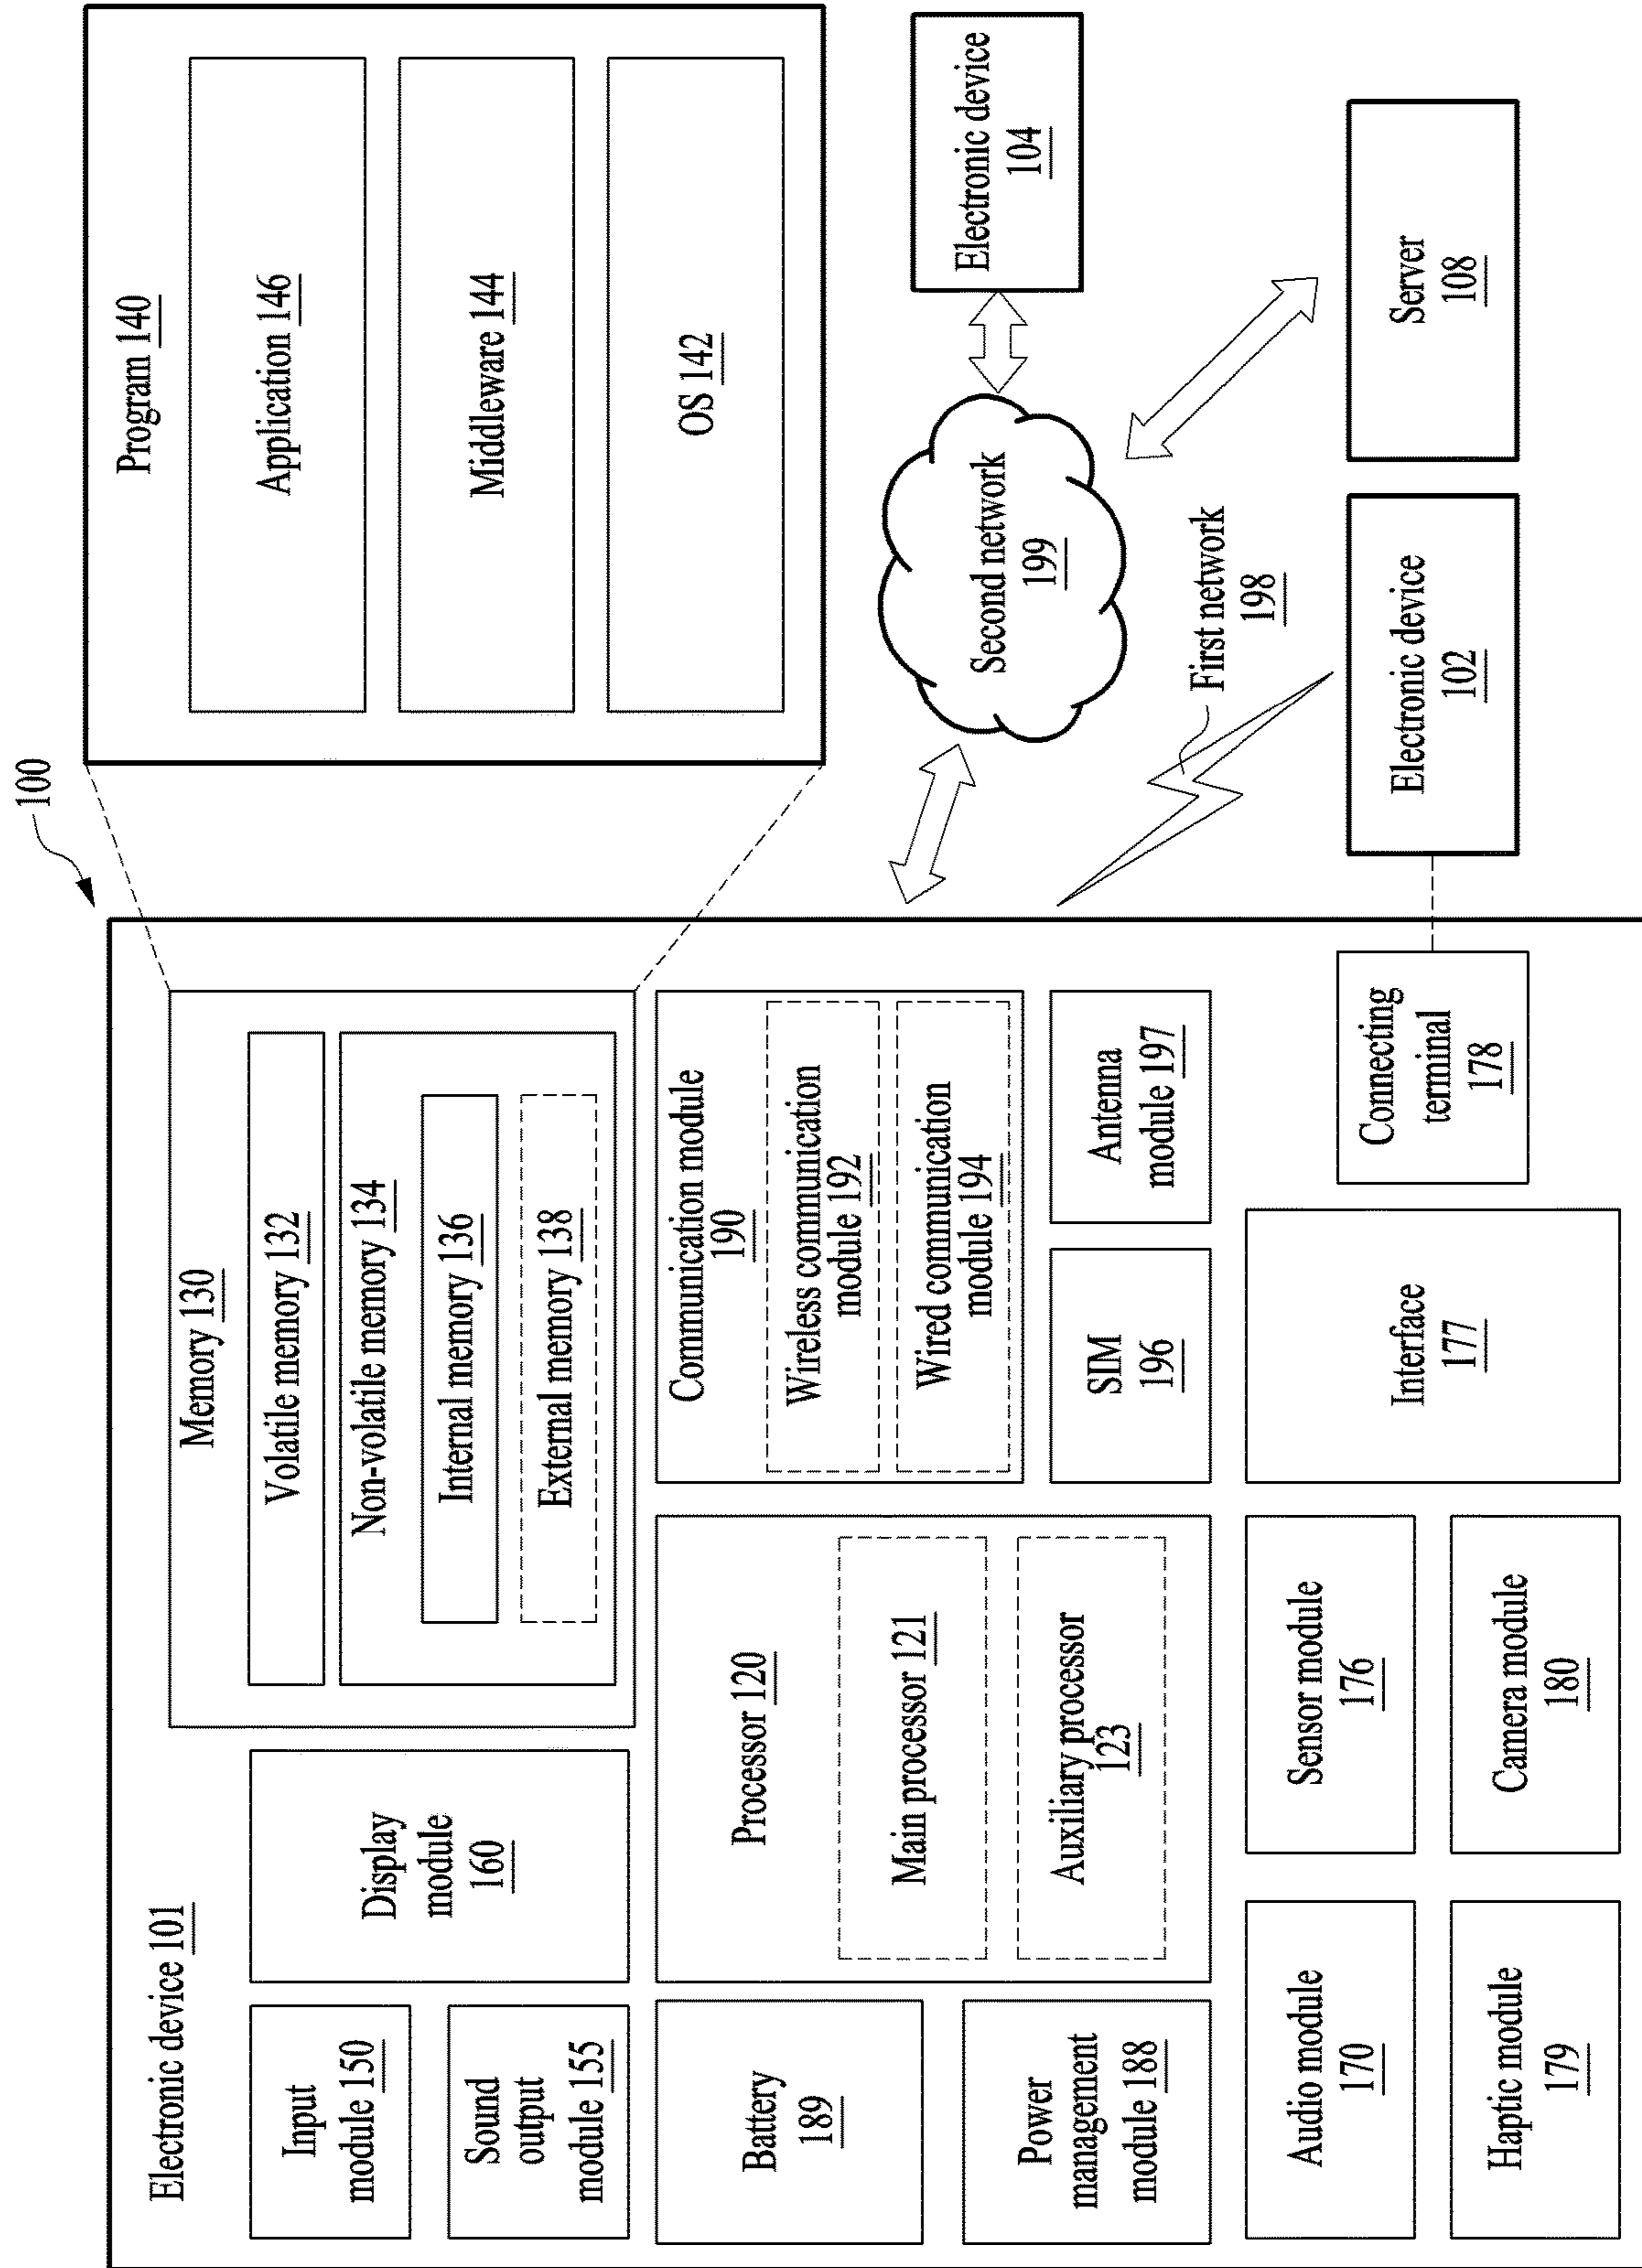 100
Electronic device 101
Input
module 150
Sound
output
module 155
Display
module
160
Memory 130
Volatile memory 132
Non-volatile memory 134
Internal memory 136
External memory 138
Program 140
Application 146
Middleware 144
OS 142
Battery
189
Power
management
module 188
Processor 120
Main processor 121
Auxiliary processor
123
Communication module
190
Wireless communication
module 192
Wired communication
module 194
SIM
196
Antenna
module 197
Second network
199
Electronic device
104
First network
198
Audio module
170
Haptic module
179
Sensor module
176
Camera module
180
Interface
177
Connecting
terminal
178
Electronic device
102
Server
108